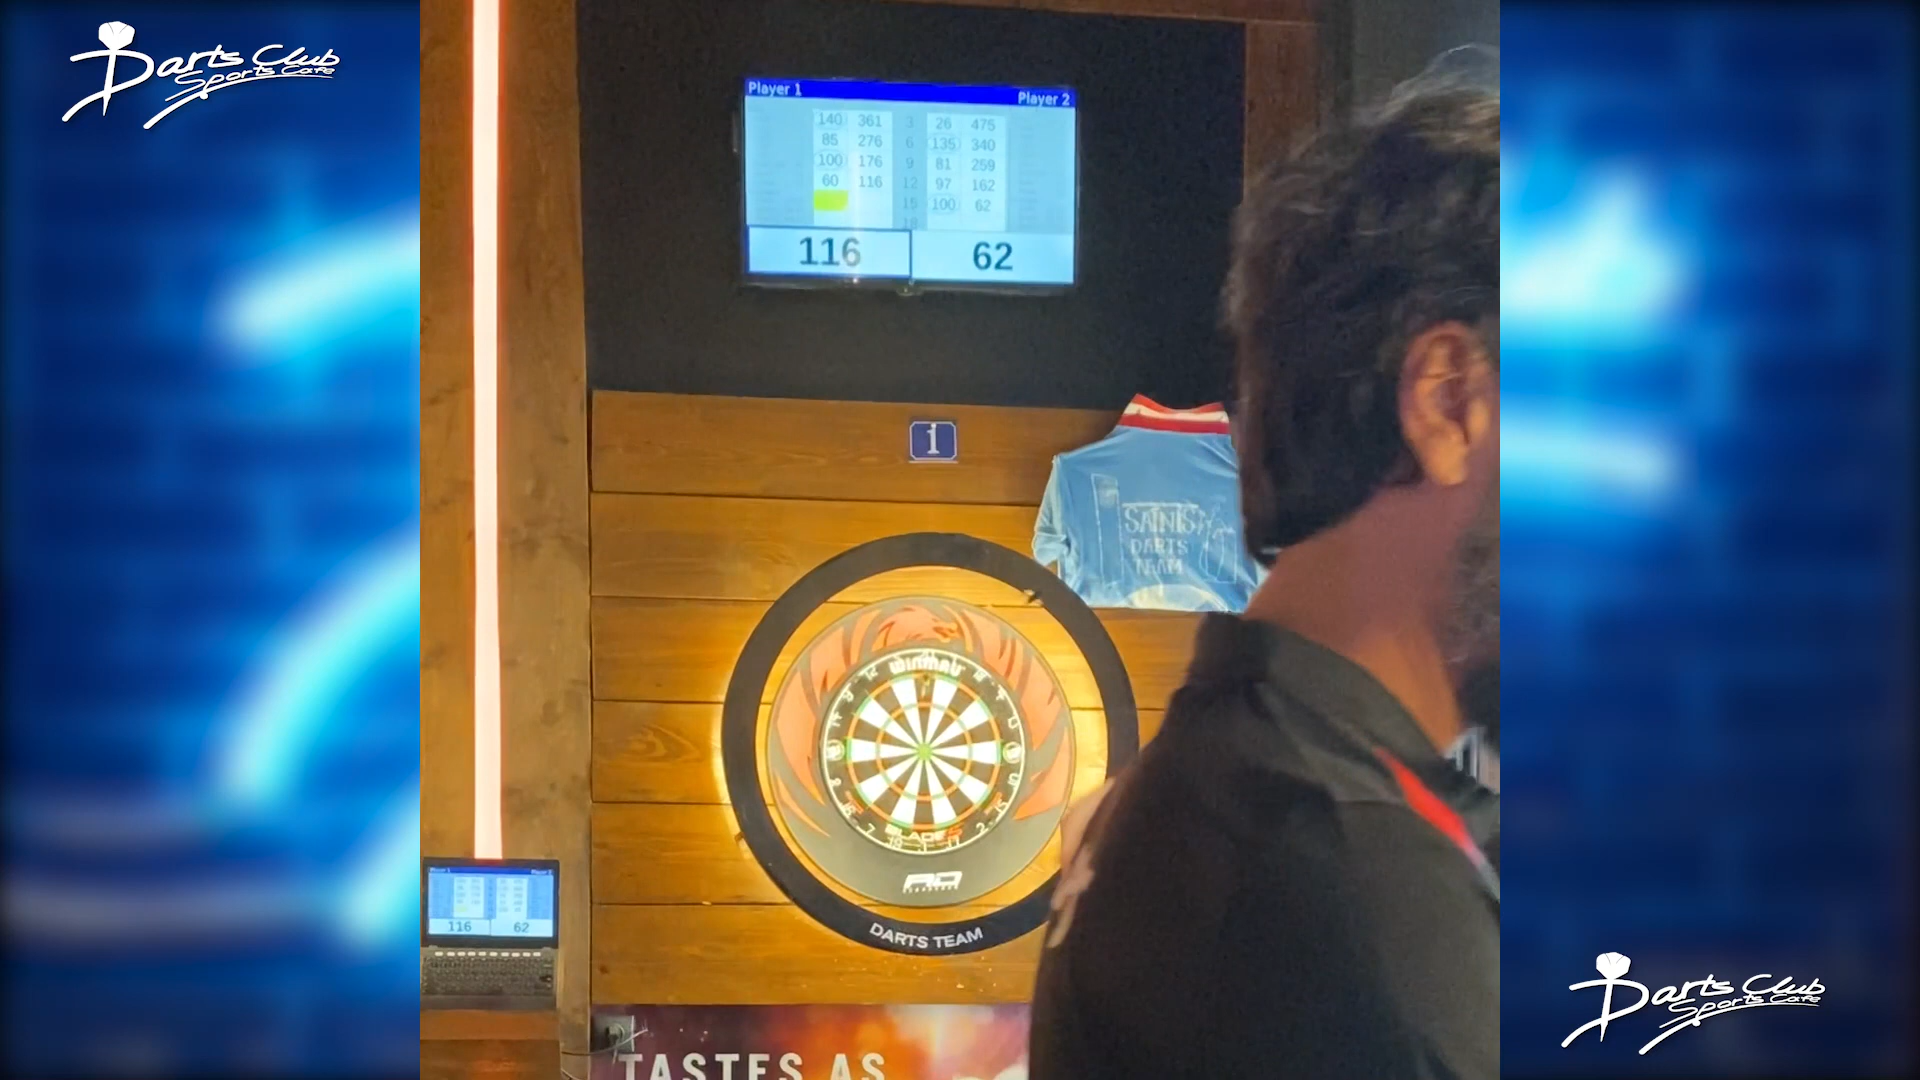 Darts Club
Sports Cafe
Player 1
Player 2
140 361 3 26 475
85 276 6 135 340
100 176 9 81 259
60 116 12 97 162
15 100 62
18
116 62
1
SAINTS
DARTS
TEAM
WINMAU
BLADE
DARTS TEAM
116 62
TASTES AS
Darts Club
Sports Cafe